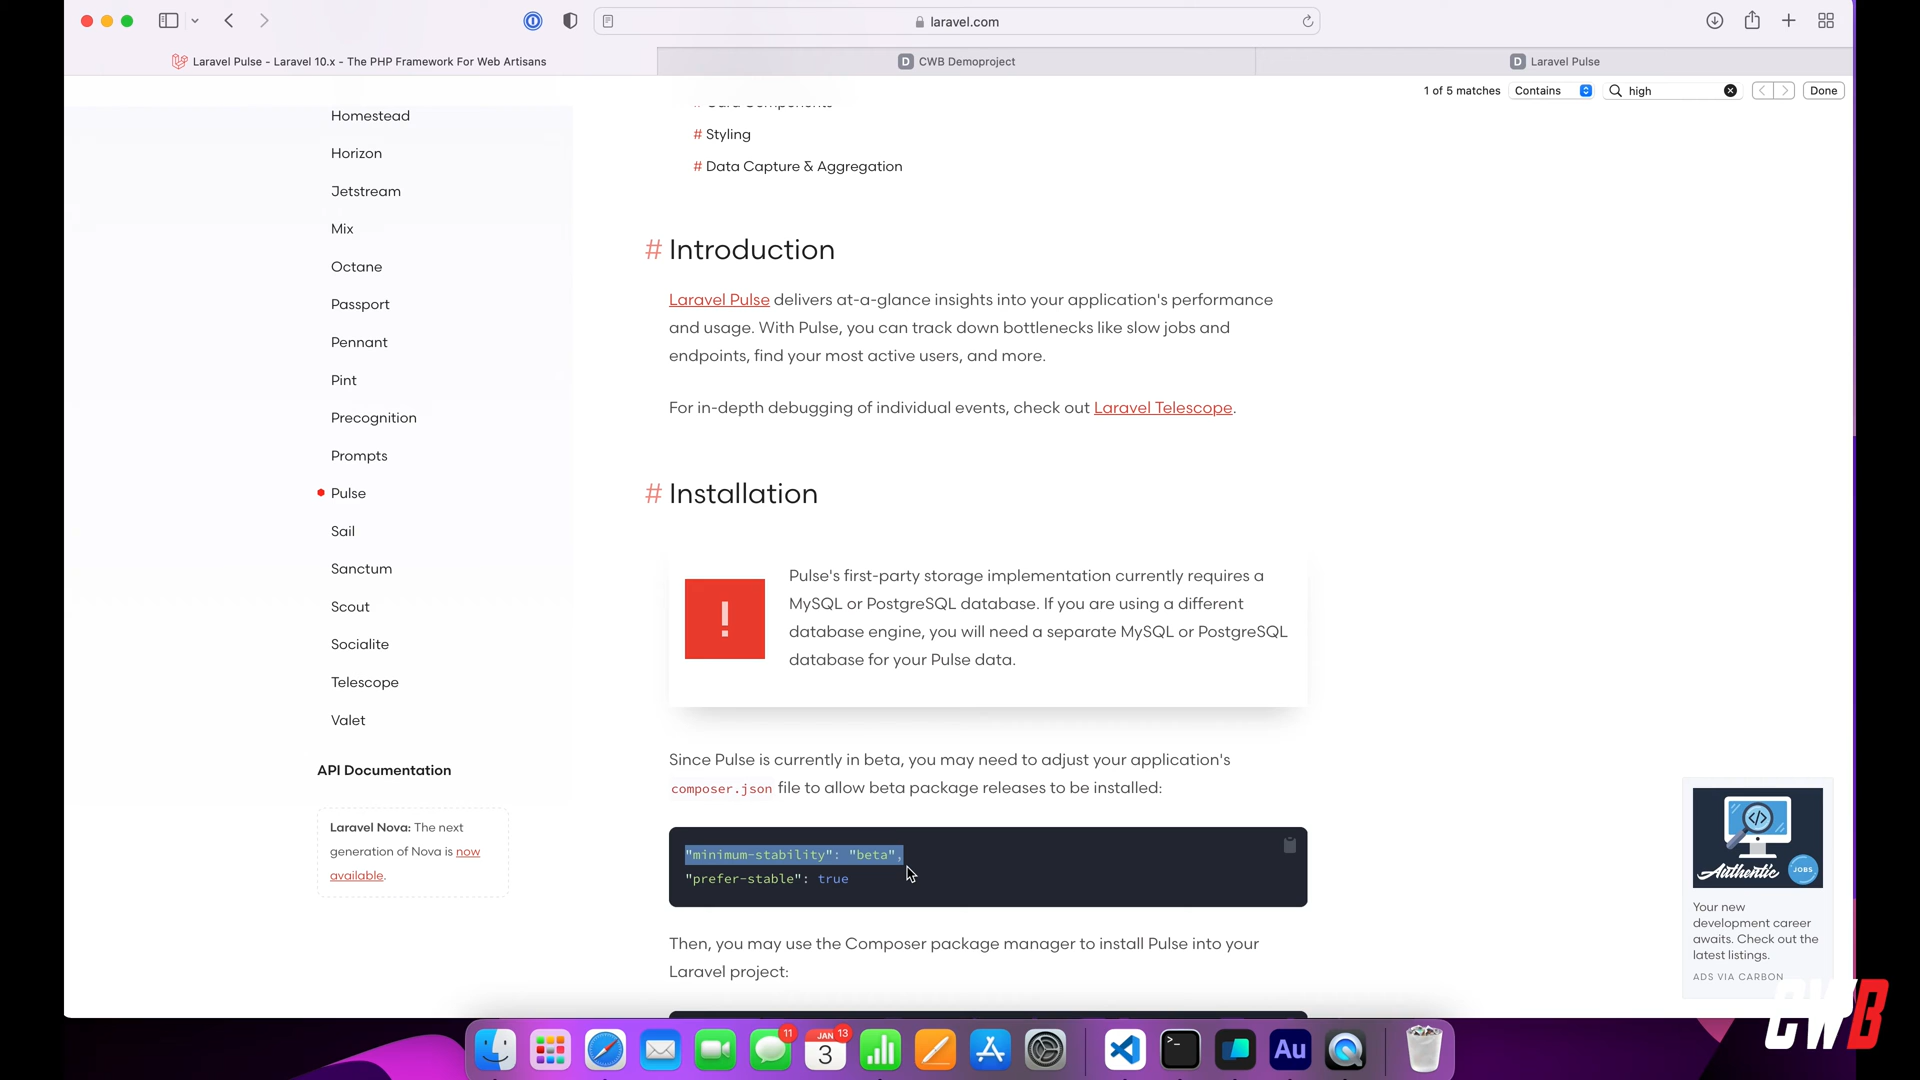 laravel.com
Laravel Pulse - Laravel 10.x - The PHP Framework For Web Artisans
D CWB Demoproject
D Laravel Pulse
1 of 5 matches
Contains
high
Done
Homestead
Horizon
Jetstream
Mix
Octane
Passport
Pennant
Pint
Precognition
Prompts
Pulse
Sail
Sanctum
Scout
Socialite
Telescope
Valet
API Documentation
Laravel Nova: The next
generation of Nova is now
available.
# Card Components
# Styling
# Data Capture & Aggregation
# Introduction
Laravel Pulse delivers at-a-glance insights into your application's performance
and usage. With Pulse, you can track down bottlenecks like slow jobs and
endpoints, find your most active users, and more.
For in-depth debugging of individual events, check out Laravel Telescope.
# Installation
!
Pulse's first-party storage implementation currently requires a
MySQL or PostgreSQL database. If you are using a different
database engine, you will need a separate MySQL or PostgreSQL
database for your Pulse data.
Since Pulse is currently in beta, you may need to adjust your application's
composer.json file to allow beta package releases to be installed:
"minimum-stability": "beta",
"prefer-stable": true
Then, you may use the Composer package manager to install Pulse into your
Laravel project:
</>
Authentic
JOBS
Your new
development career
awaits. Check out the
latest listings.
ADS VIA CARBON
CWB
11
JAN
3
13
>_
Au